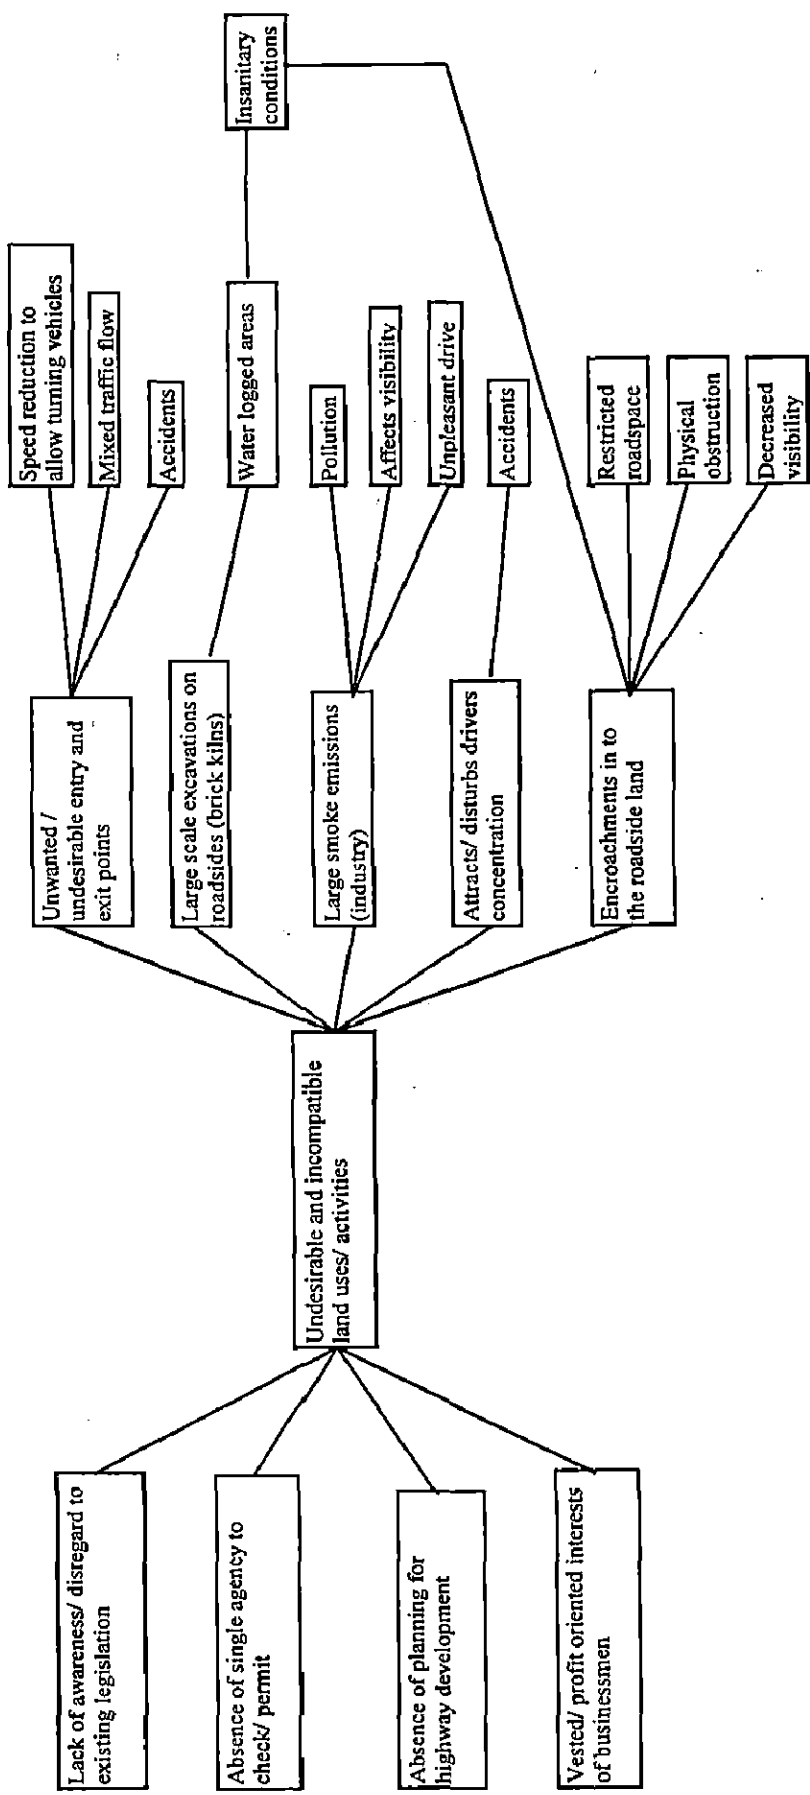 Lack of awareness/ disregard to
existing legislation
Absence of single agency to
check/ permit
Absence of planning for
highway development
Vested/ profit oriented interests
of businessmen
Undesirable and incompatible
land uses/ activities
Unwanted /
undesirable entry and
exit points
Large scale excavations on
roadsides (brick kilns)
Large smoke emissions
(industry)
Attracts/ disturbs drivers
concentration
Encroachments in to
the roadside land
Speed reduction to
allow turning vehicles
Mixed traffic flow
Accidents
Water logged areas
Pollution
Affects visibility
Unpleasant drive
Accidents
Restricted
roadspace
Physical
obstruction
Decreased
visibility
Insanitary
conditions